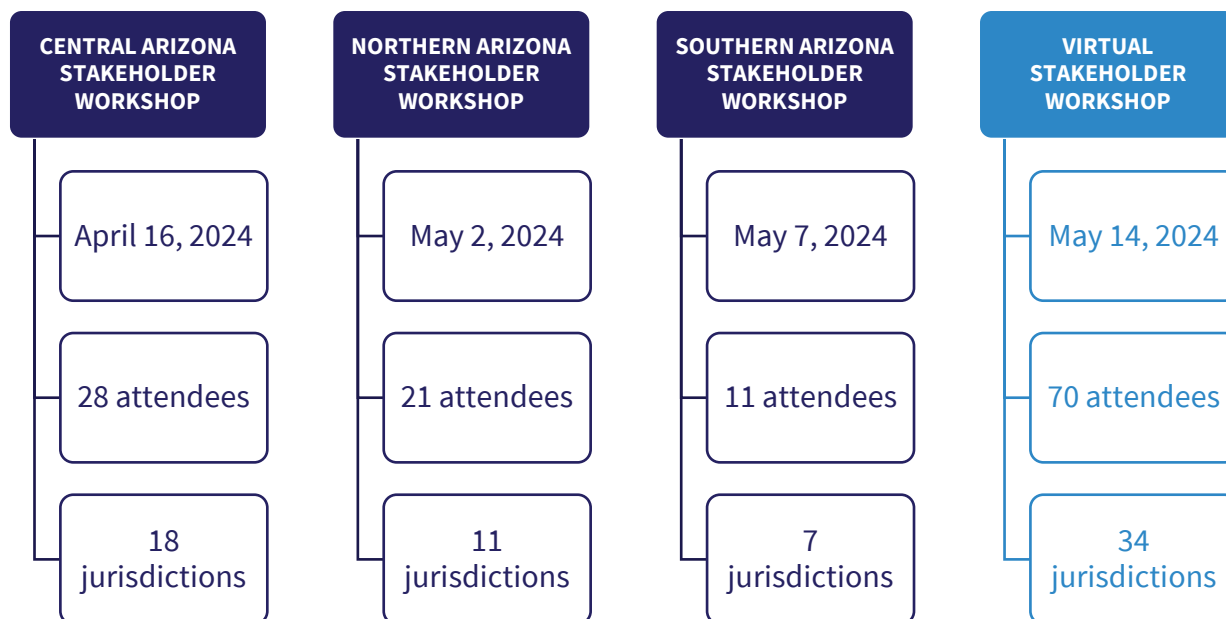 CENTRAL ARIZONA
STAKEHOLDER
WORKSHOP
April 16, 2024
28 attendees
18
jurisdictions
NORTHERN ARIZONA
STAKEHOLDER
WORKSHOP
May 2, 2024
21 attendees
11
jurisdictions
SOUTHERN ARIZONA
STAKEHOLDER
WORKSHOP
May 7, 2024
11 attendees
7
jurisdictions
VIRTUAL
STAKEHOLDER
WORKSHOP
May 14, 2024
70 attendees
34
jurisdictions